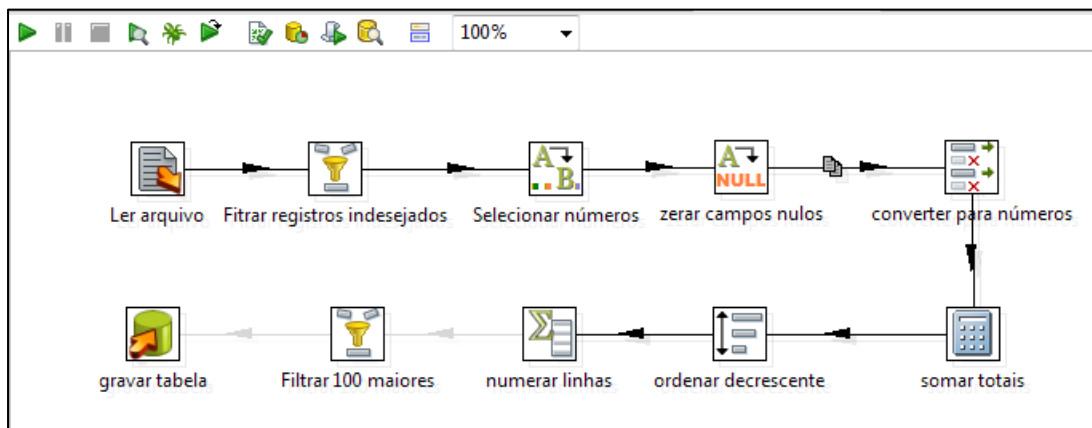 100%
Ler arquivo
Fitrar registros indesejados
A
B
Selecionar números
A
NULL
zerar campos nulos
converter para números
gravar tabela
Filtrar 100 maiores
Σ
numerar linhas
ordenar decrescente
somar totais